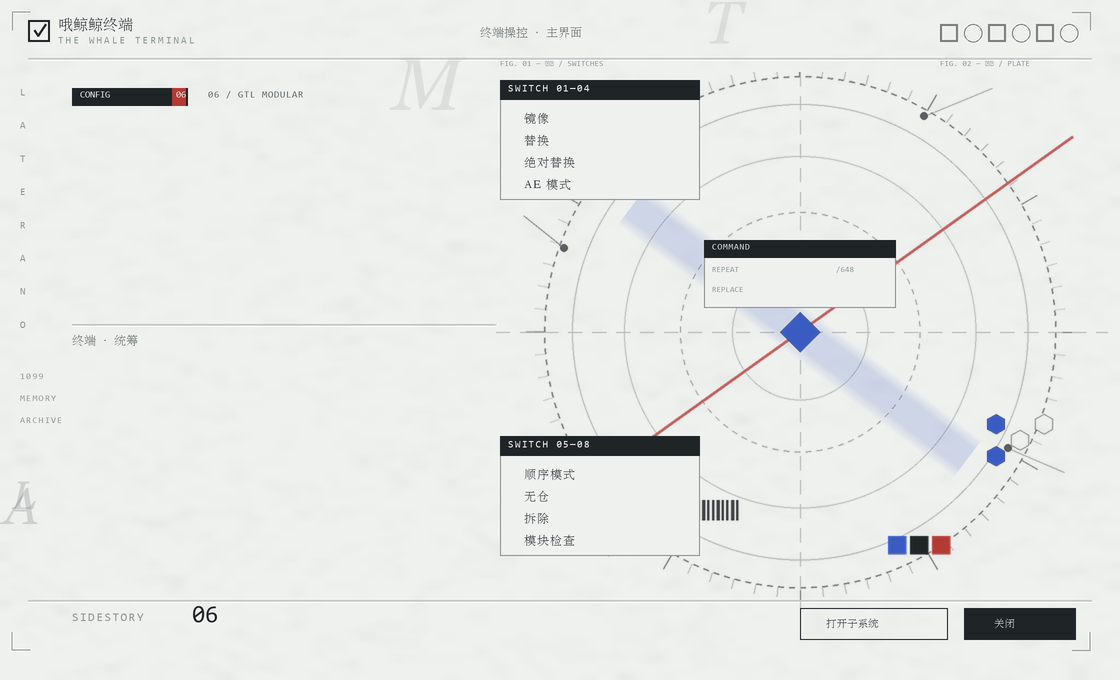 哦鲸鲸终端
THE WHALE TERMINAL
终端操控 · 主界面
T
M
FIG. 01 — / SWITCHES
FIG. 02 — / PLATE
CONFIG 06
06 / GTL MODULAR
L
A
T
E
R
A
N
O
SWITCH 01—04
镜像
替换
绝对替换
AE 模式
COMMAND
REPEAT /648
REPLACE
终端 · 统筹
1099
MEMORY
ARCHIVE
A
SWITCH 05—08
顺序模式
无仓
拆除
模块检查
SIDESTORY 06
打开子系统
关闭